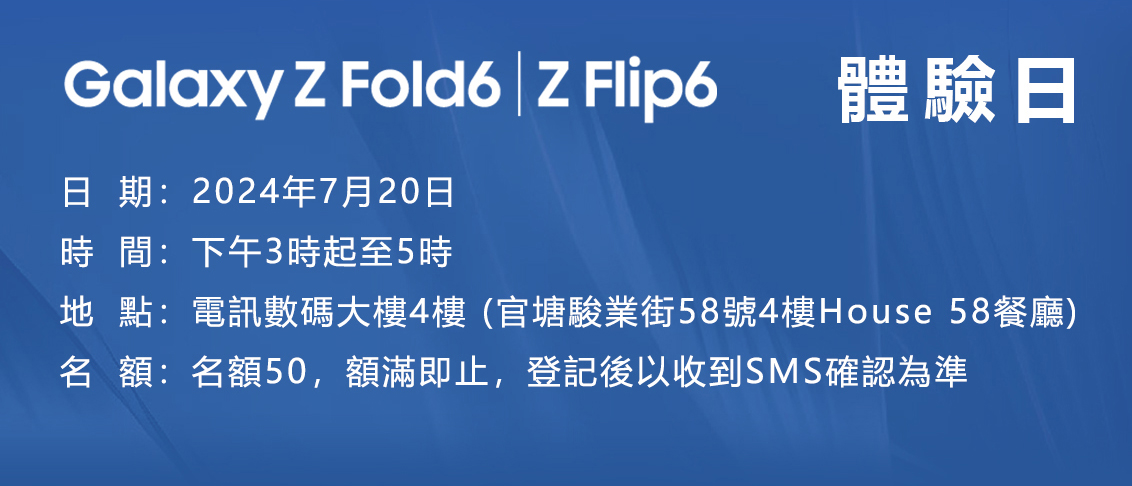 Galaxy Z Fold6 | Z Flip6 體驗日
日 期：2024年7月20日
時 間：下午3時起至5時
地 點：電訊數碼大樓4樓 (官塘駿業街58號4樓House 58餐廳)
名 額：名額50，額滿即止，登記後以收到SMS確認為準